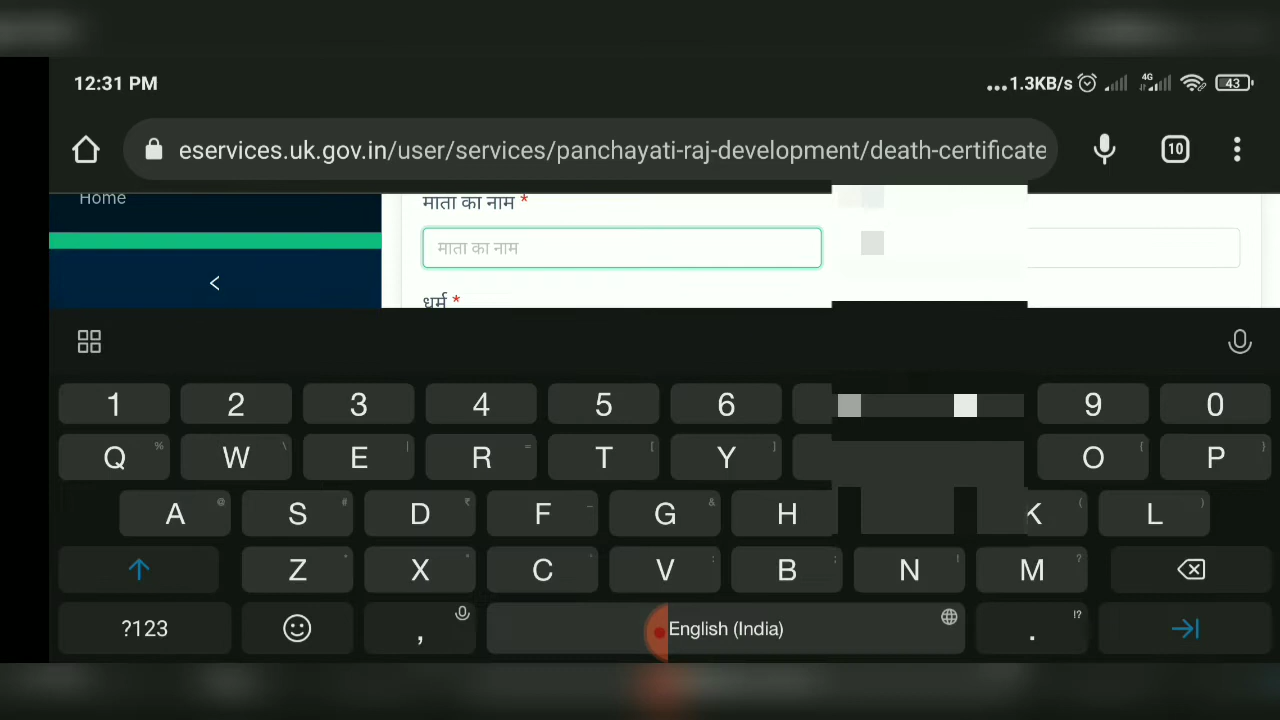 12:31 PM
...1.3KB/s 4G 43
eservices.uk.gov.in/user/services/panchayati-raj-development/death-certificate 10
Home
माता का नाम *
माता का नाम
<
धर्म *
1 2 3 4 5 6 9 0
Q % W \ E | R = T [ Y ] O { P }
A @ S # D ₹ F _ G & H K ( L )
Z X C V B N ! M ?
?123 , English (India) . !?